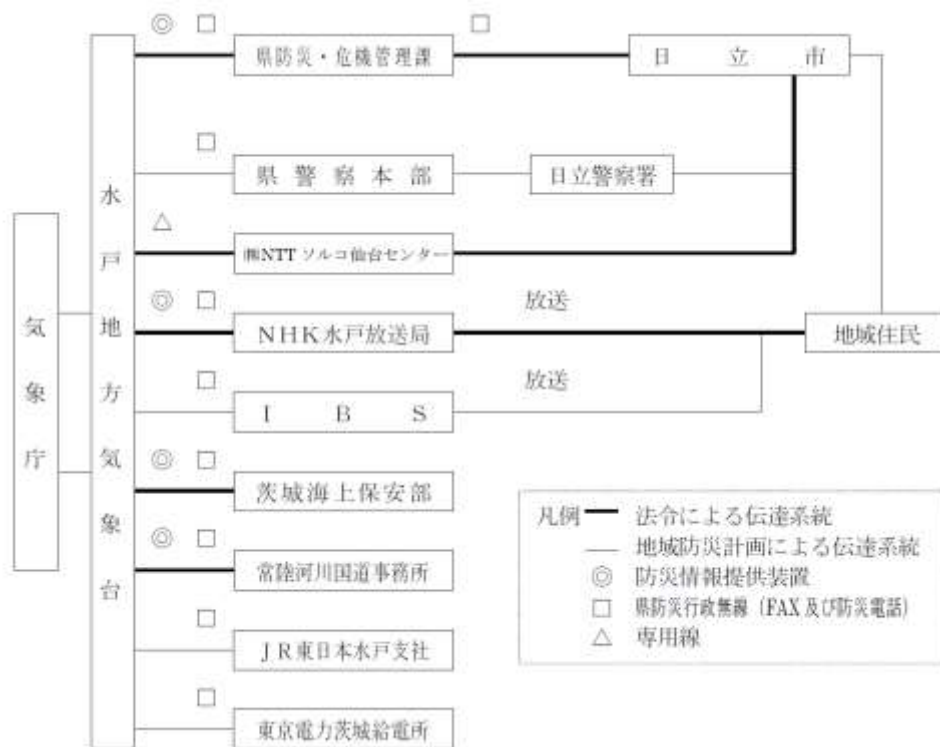 ◎ □ □
県防災・危機管理課 日立市
□
県警察本部 日立警察署
△
㈱NTTソルコ仙台センター
◎ □ 放送
NHK水戸放送局 地域住民
□ 放送
IBS
◎ □
茨城海上保安部
◎ □
常陸河川国道事務所
□
JR東日本水戸支社
□
東京電力茨城給電所
水戸地方気象台
気象庁
凡例 法令による伝達系統
地域防災計画による伝達系統
◎ 防災情報提供装置
□ 県防災行政無線(FAX及び防災電話)
△ 専用線